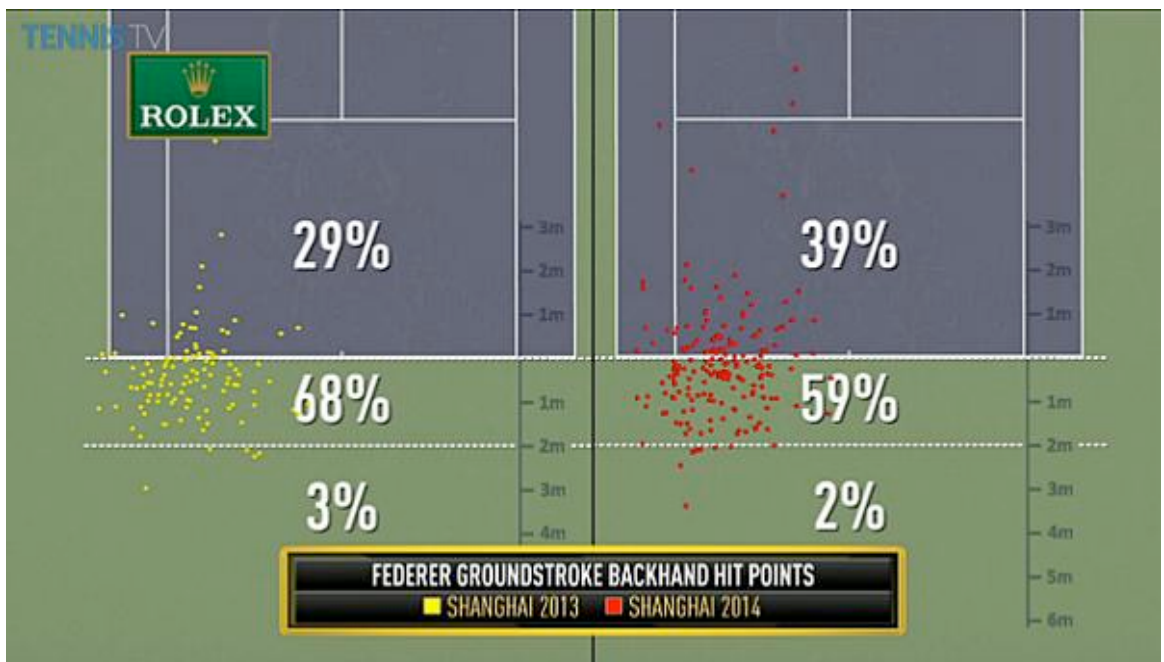 TENNIS TV
ROLEX
29%
39%
3m
2m
1m
3m
2m
1m
68%
59%
1m
2m
1m
2m
3%
2%
3m
4m
3m
4m
5m
6m
FEDERER GROUNDSTROKE BACKHAND HIT POINTS
SHANGHAI 2013 SHANGHAI 2014